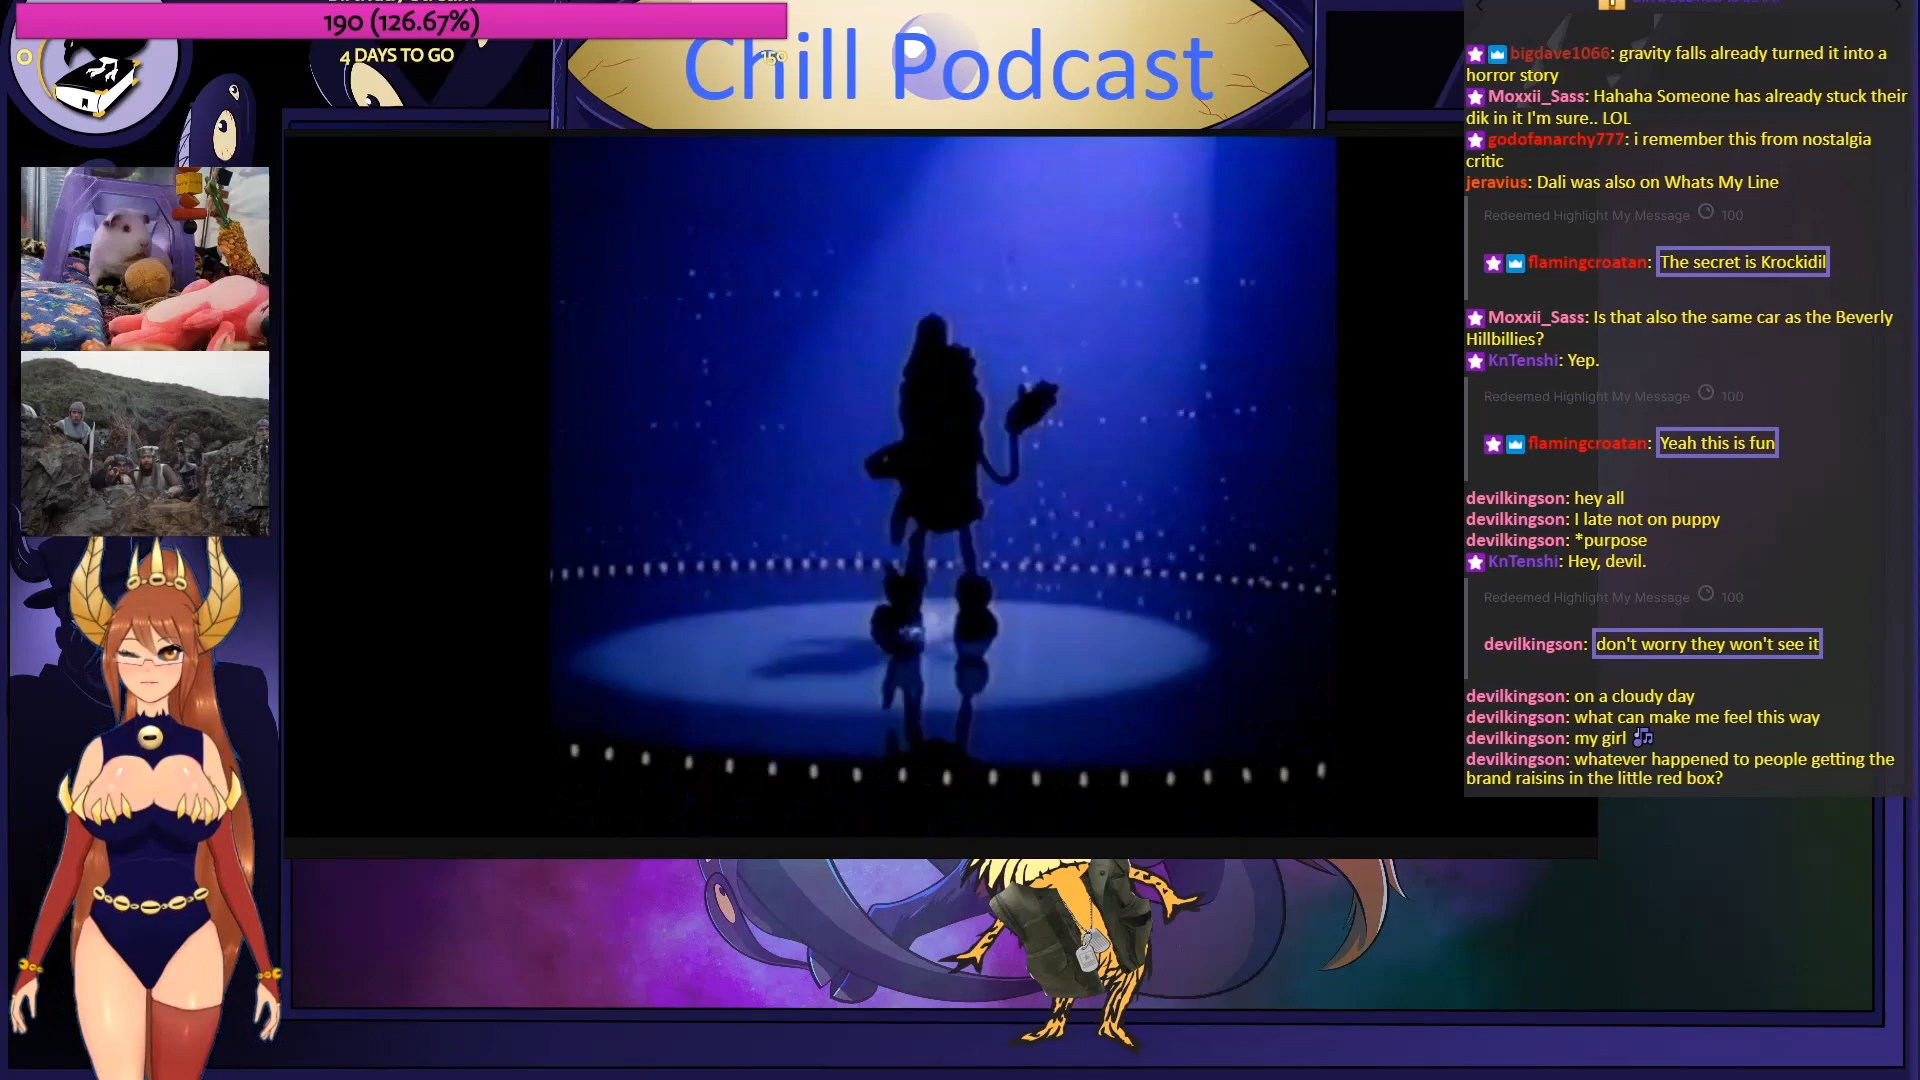 190 (126.67%)
4 DAYS TO GO
150
Chill Podcast
bigdave1066: gravity falls already turned it into a
horror story
Moxxii_Sass: Hahaha Someone has already stuck their
dik in it I'm sure.. LOL
godofanarchy777: i remember this from nostalgia
critic
jeravius: Dali was also on Whats My Line
Redeemed Highlight My Message 100
flamingcroatan: The secret is Krockidil
Moxxii_Sass: Is that also the same car as the Beverly
Hillbillies?
KnTenshi: Yep.
Redeemed Highlight My Message 100
flamingcroatan: Yeah this is fun
devilkingson: hey all
devilkingson: I late not on puppy
devilkingson: *purpose
KnTenshi: Hey, devil.
Redeemed Highlight My Message 100
devilkingson: don't worry they won't see it
devilkingson: on a cloudy day
devilkingson: what can make me feel this way
devilkingson: my girl 🎶
devilkingson: whatever happened to people getting the
brand raisins in the little red box?